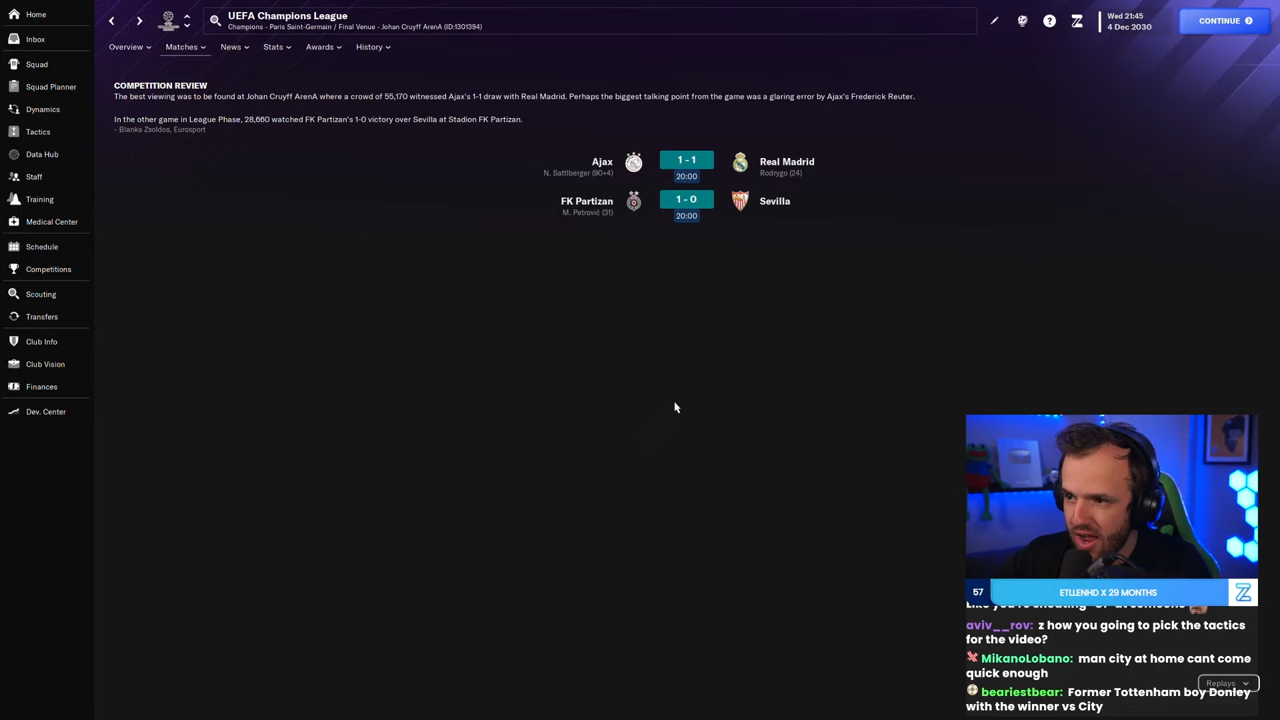 Home
Inbox
Squad
Squad Planner
Dynamics
Tactics
Data Hub
Staff
Training
Medical Center
Schedule
Competitions
Scouting
Transfers
Club Info
Club Vision
Finances
Dev. Center
UEFA Champions League
Champions - Paris Saint-Germain / Final Venue - Johan Cruyff ArenA (ID:1301394)
Wed 21:45
4 Dec 2030
CONTINUE
Overview
Matches
News
Stats
Awards
History
COMPETITION REVIEW
The best viewing was to be found at Johan Cruyff ArenA where a crowd of 55,170 witnessed Ajax's 1-1 draw with Real Madrid. Perhaps the biggest talking point from the game was a glaring error by Ajax's Frederick Reuter.
In the other game in League Phase, 28,660 watched FK Partizan's 1-0 victory over Sevilla at Stadion FK Partizan.
- Blanka Zsoldos, Eurosport
Ajax 1 - 1 Real Madrid
N. Sattlberger (90+4) 20:00 Rodrygo (24)
FK Partizan 1 - 0 Sevilla
M. Petrović (31) 20:00
57 ETLLENHD X 29 MONTHS
aviv__rov: z how you going to pick the tactics
for the video?
MikanoLobano: man city at home cant come
quick enough
Replays
beariestbear: Former Tottenham boy Donley
with the winner vs City